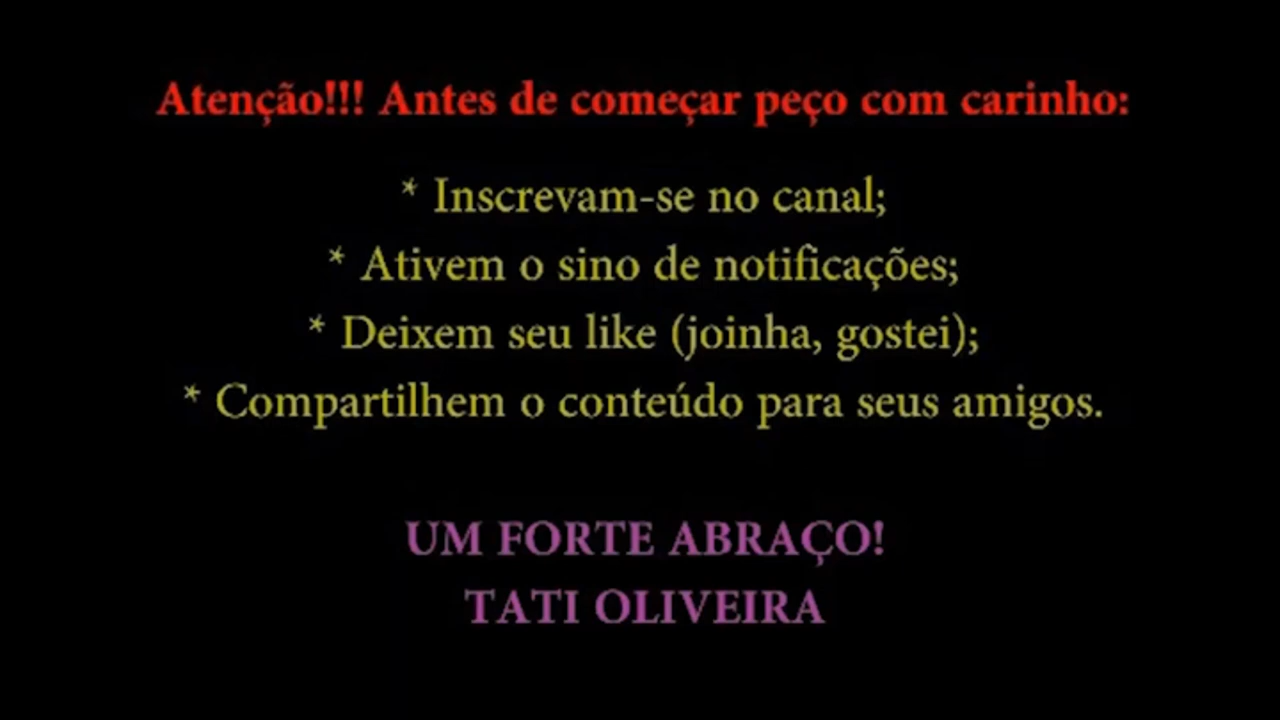 Atenção!!! Antes de começar peço com carinho:
* Inscrevam-se no canal;
* Ativem o sino de notificações;
* Deixem seu like (joinha, gostei);
* Compartilhem o conteúdo para seus amigos.
UM FORTE ABRAÇO!
TATI OLIVEIRA